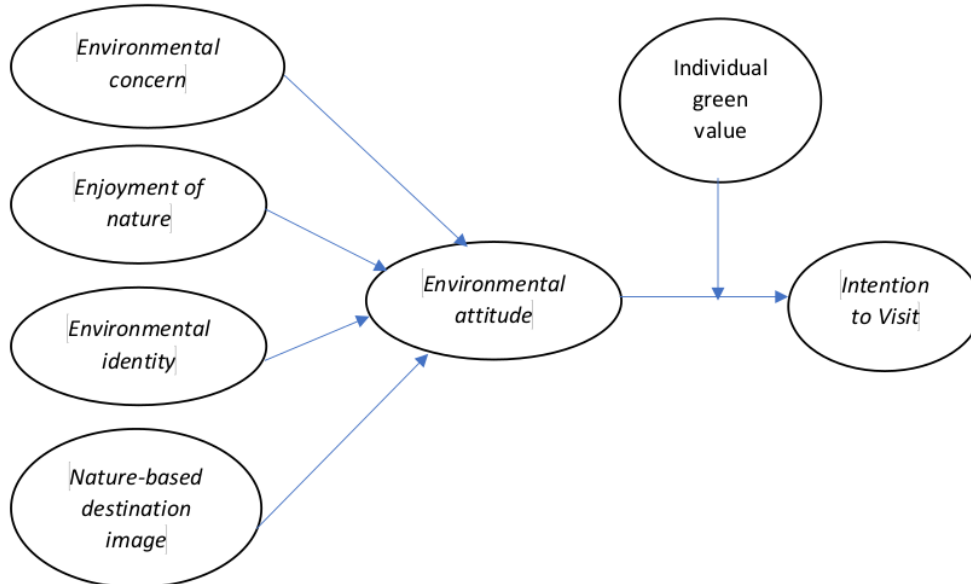 Environmental
concern
Individual
green
value
Enjoyment of
nature
Environmental
attitude
Intention
to Visit
Environmental
identity
Nature-based
destination
image